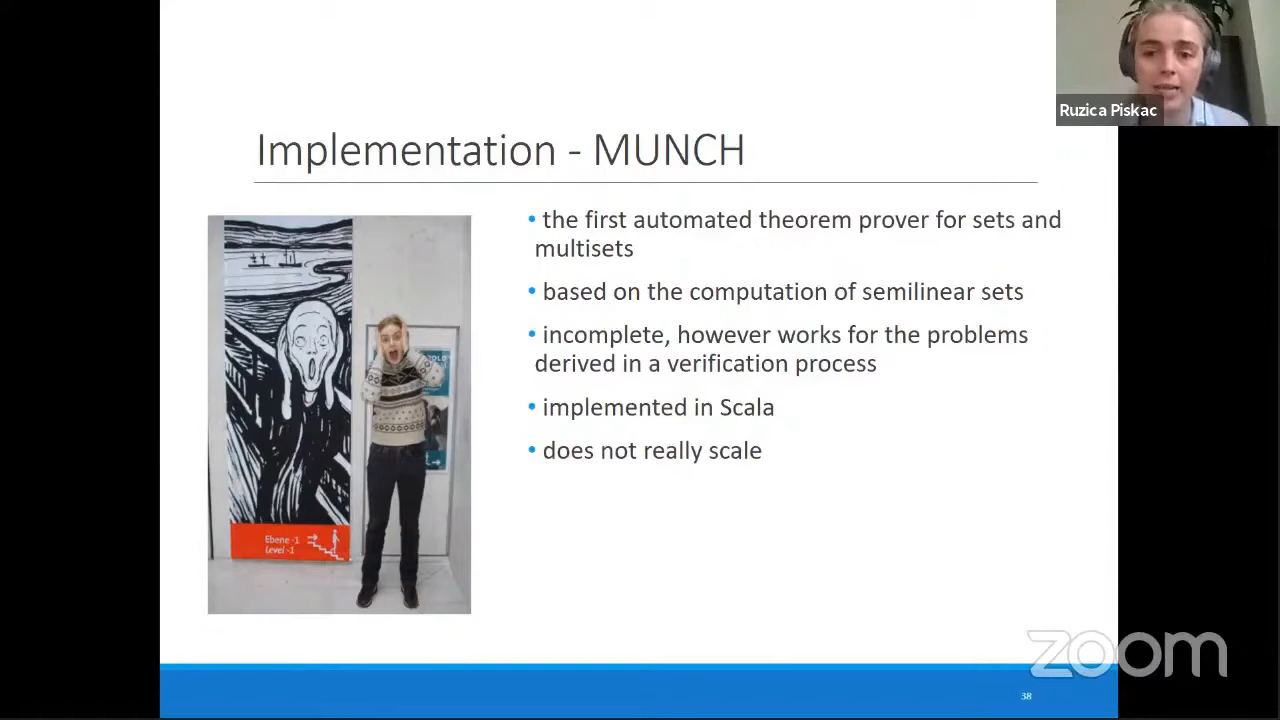 Ruzica Piskac
Implementation - MUNCH
• the first automated theorem prover for sets and
multisets
• based on the computation of semilinear sets
• incomplete, however works for the problems
derived in a verification process
• implemented in Scala
• does not really scale
Ebene -1
Level -1
zoom
38